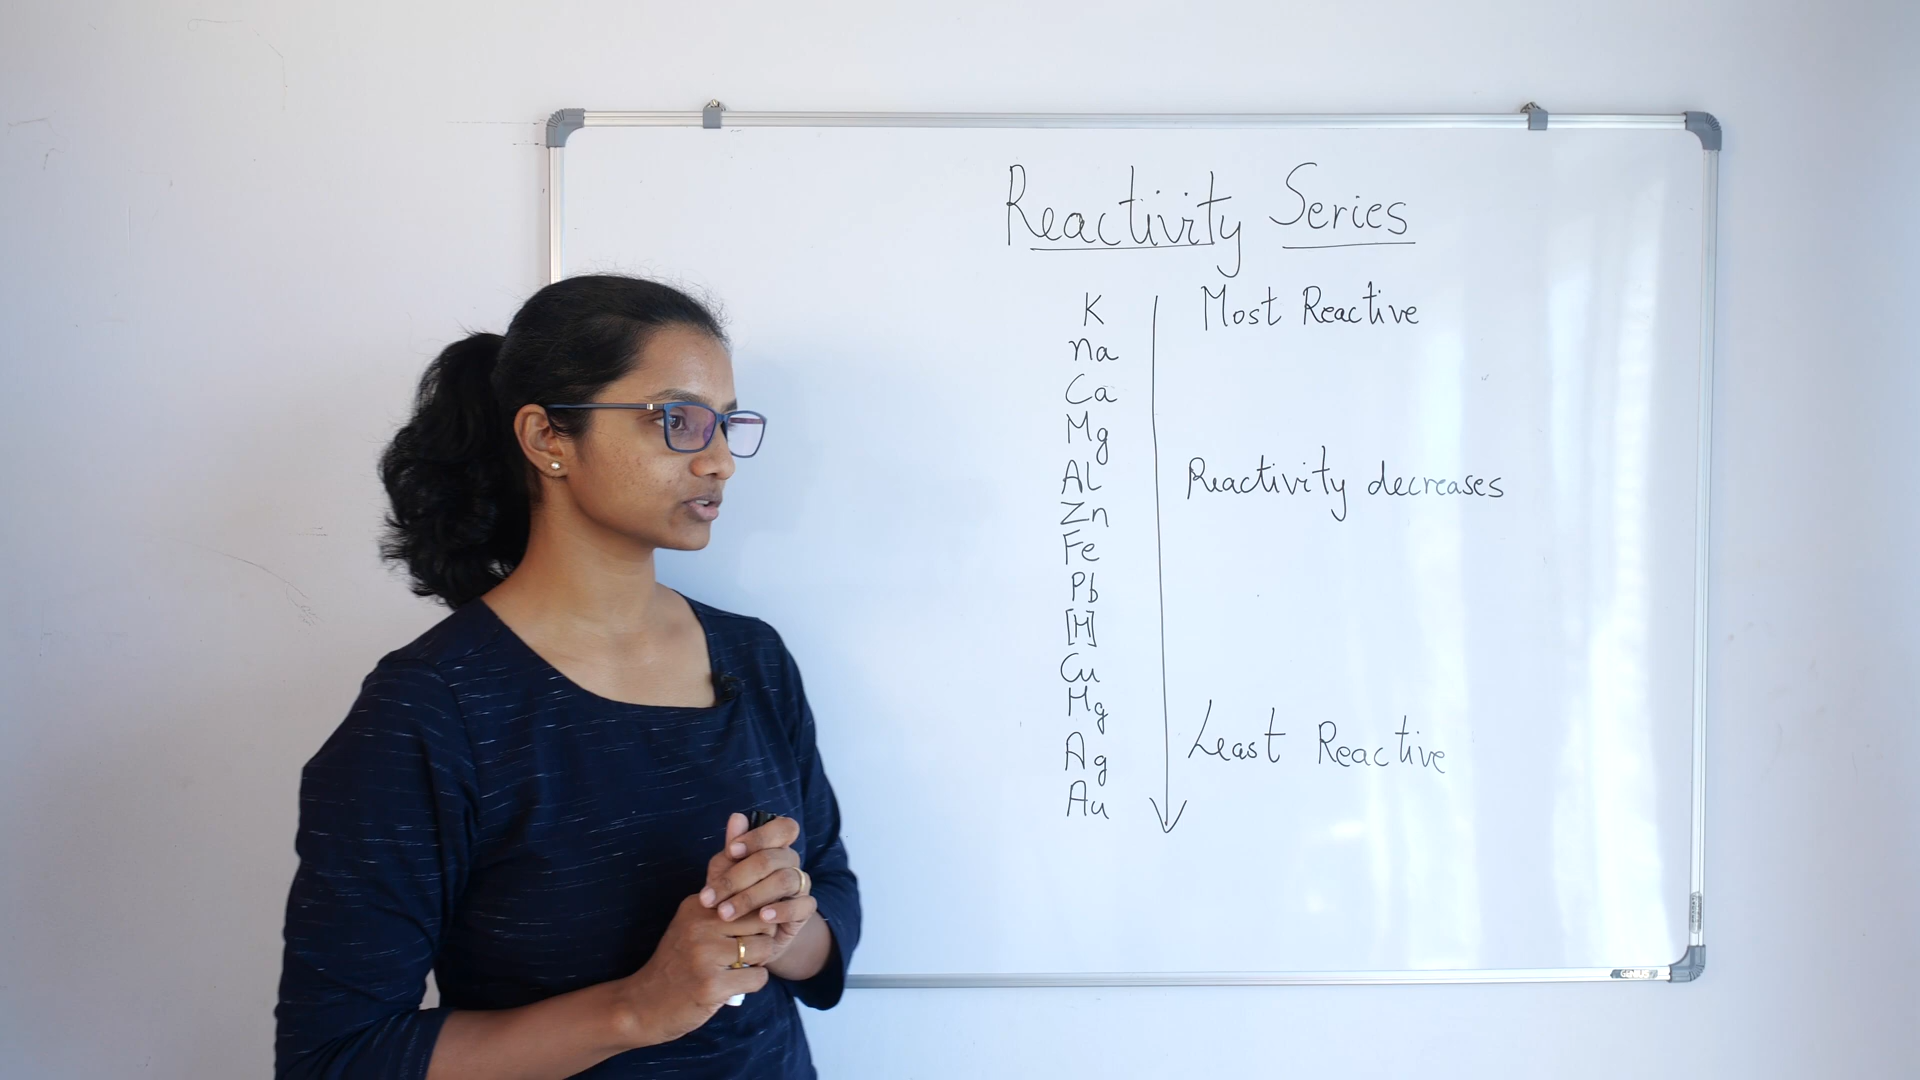 Reactivity Series
K
Most Reactive
Na
Ca
Mg
Al
Reactivity decreases
Zn
Fe
Pb
[H]
Cu
Hg
Ag
Least Reactive
Au
GENIUS